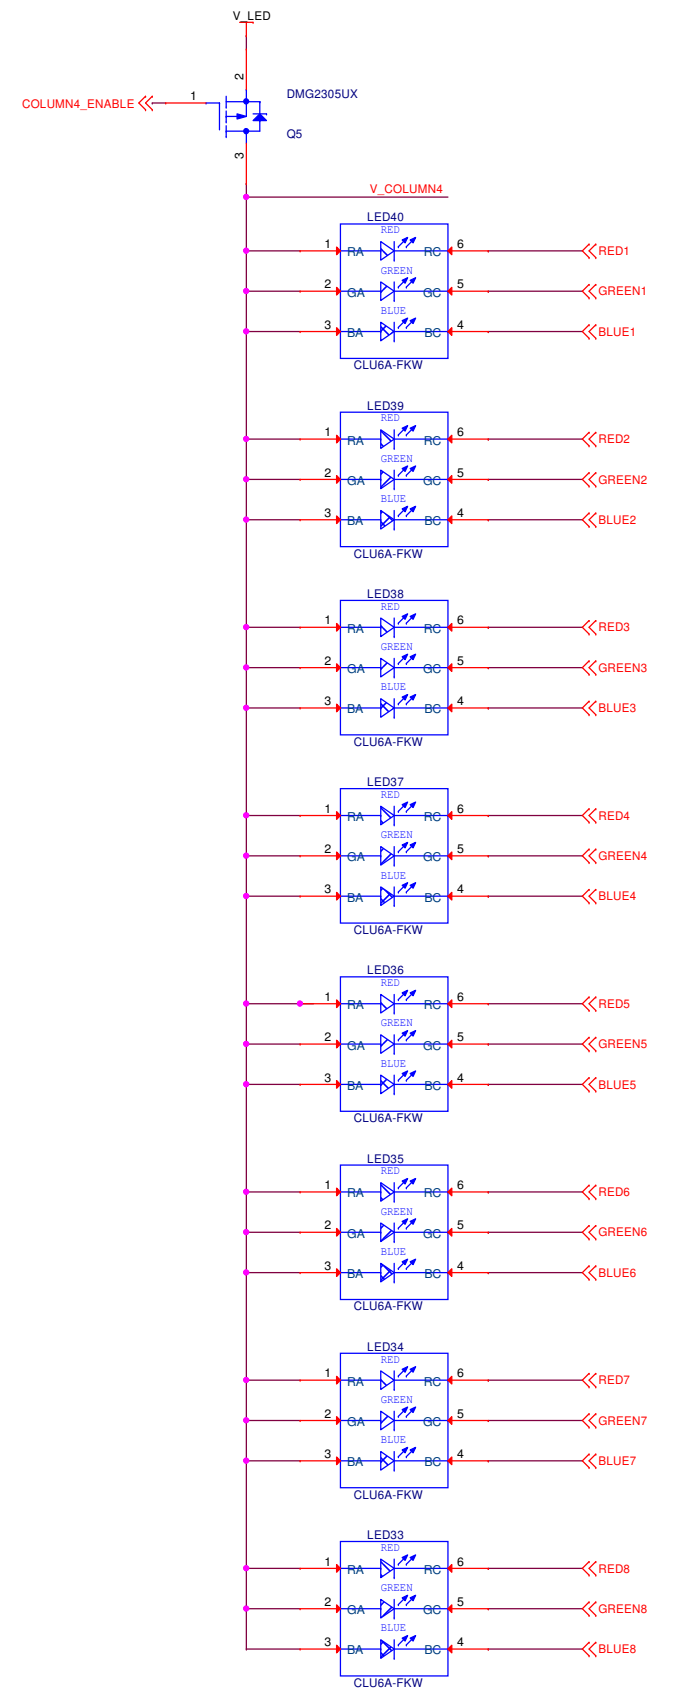 V_LED
2
DMG2305UX
1
COLUMN4_ENABLE
Q5
3
V_COLUMN4
LED40
RED
1 RA RC 6 RED1
GREEN
2 GA GC 5 GREEN1
BLUE
3 BA BC 4 BLUE1
CLU6A-FKW
LED39
RED
1 RA RC 6 RED2
GREEN
2 GA GC 5 GREEN2
BLUE
3 BA BC 4 BLUE2
CLU6A-FKW
LED38
RED
1 RA RC 6 RED3
GREEN
2 GA GC 5 GREEN3
BLUE
3 BA BC 4 BLUE3
CLU6A-FKW
LED37
RED
1 RA RC 6 RED4
GREEN
2 GA GC 5 GREEN4
BLUE
3 BA BC 4 BLUE4
CLU6A-FKW
LED36
RED
1 RA RC 6 RED5
GREEN
2 GA GC 5 GREEN5
BLUE
3 BA BC 4 BLUE5
CLU6A-FKW
LED35
RED
1 RA RC 6 RED6
GREEN
2 GA GC 5 GREEN6
BLUE
3 BA BC 4 BLUE6
CLU6A-FKW
LED34
RED
1 RA RC 6 RED7
GREEN
2 GA GC 5 GREEN7
BLUE
3 BA BC 4 BLUE7
CLU6A-FKW
LED33
RED
1 RA RC 6 RED8
GREEN
2 GA GC 5 GREEN8
BLUE
3 BA BC 4 BLUE8
CLU6A-FKW